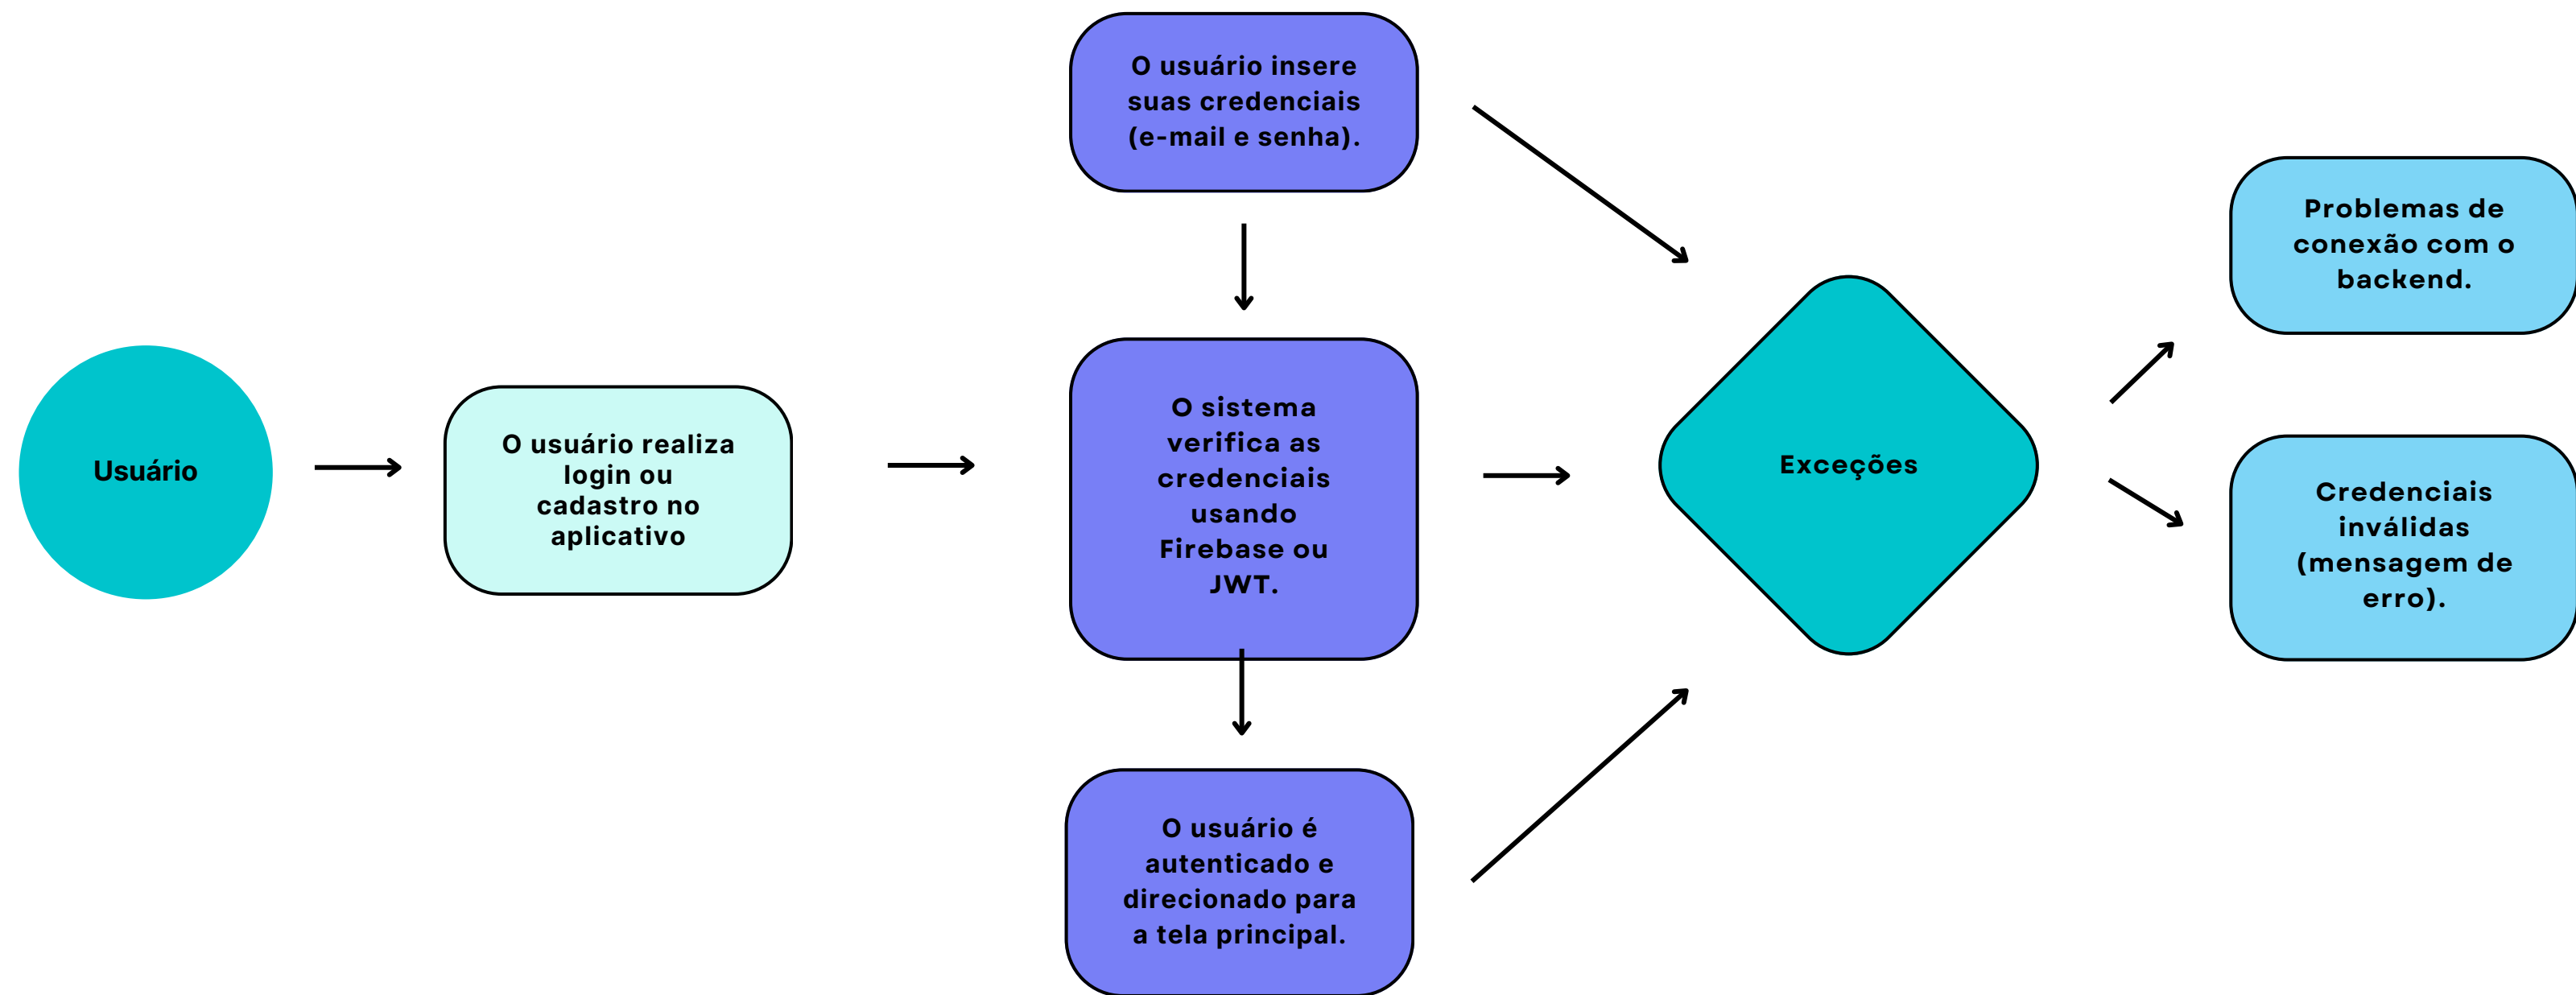 Usuário
O usuário realiza
login ou
cadastro no
aplicativo
O usuário insere
suas credenciais
(e-mail e senha).
O sistema
verifica as
credenciais
usando
Firebase ou
JWT.
O usuário é
autenticado e
direcionado para
a tela principal.
Exceções
Problemas de
conexão com o
backend.
Credenciais
inválidas
(mensagem de
erro).